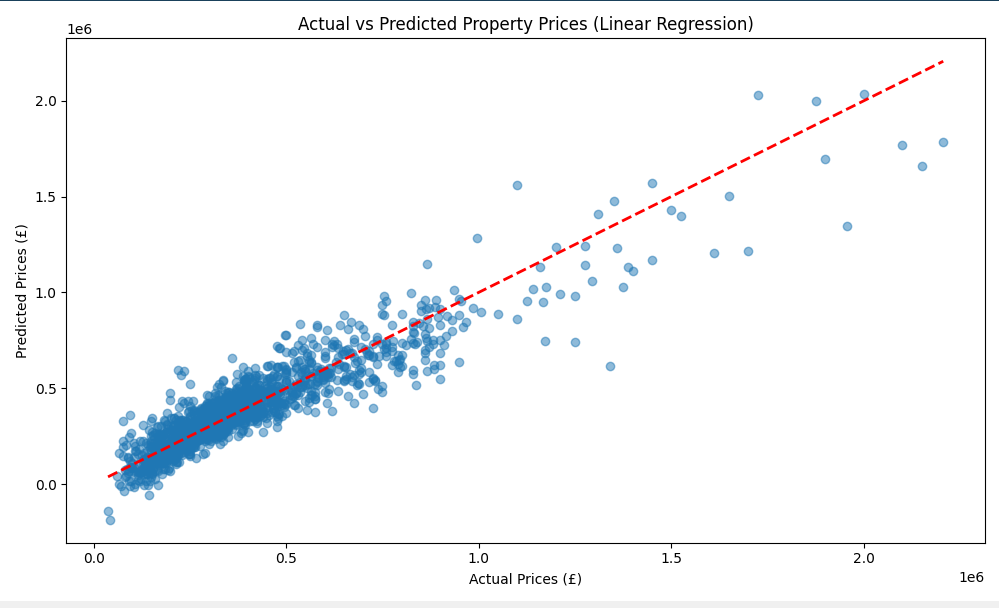 Actual vs Predicted Property Prices (Linear Regression)
1e6
2.0
1.5
1.0
0.5
0.0
Predicted Prices (£)
0.0 0.5 1.0 1.5 2.0
1e6
Actual Prices (£)